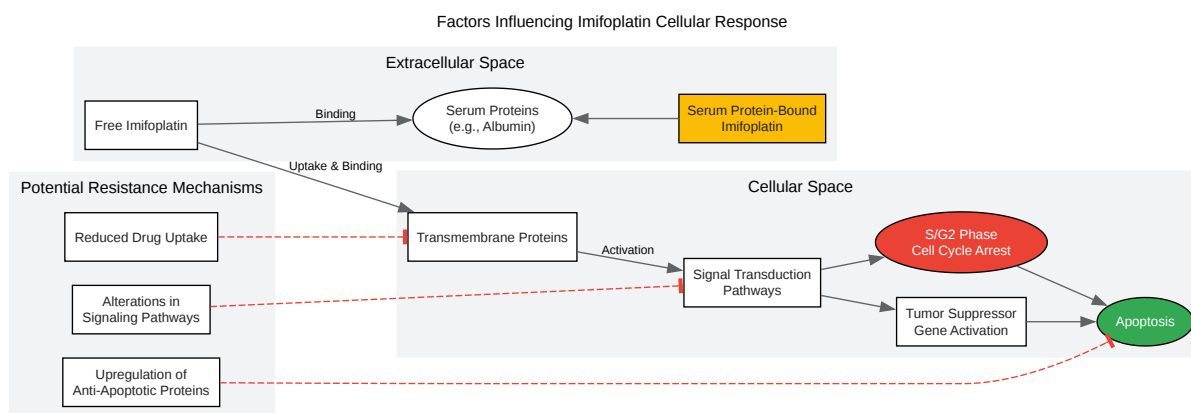 Factors Influencing Imifoplatin Cellular Response
Extracellular Space
Free Imifoplatin
Binding
Serum Proteins
(e.g., Albumin)
Serum Protein-Bound
Imifoplatin
Uptake & Binding
Potential Resistance Mechanisms
Reduced Drug Uptake
Alterations in
Signaling Pathways
Upregulation of
Anti-Apoptotic Proteins
Cellular Space
Transmembrane Proteins
Activation
Signal Transduction
Pathways
S/G2 Phase
Cell Cycle Arrest
Tumor Suppressor
Gene Activation
Apoptosis